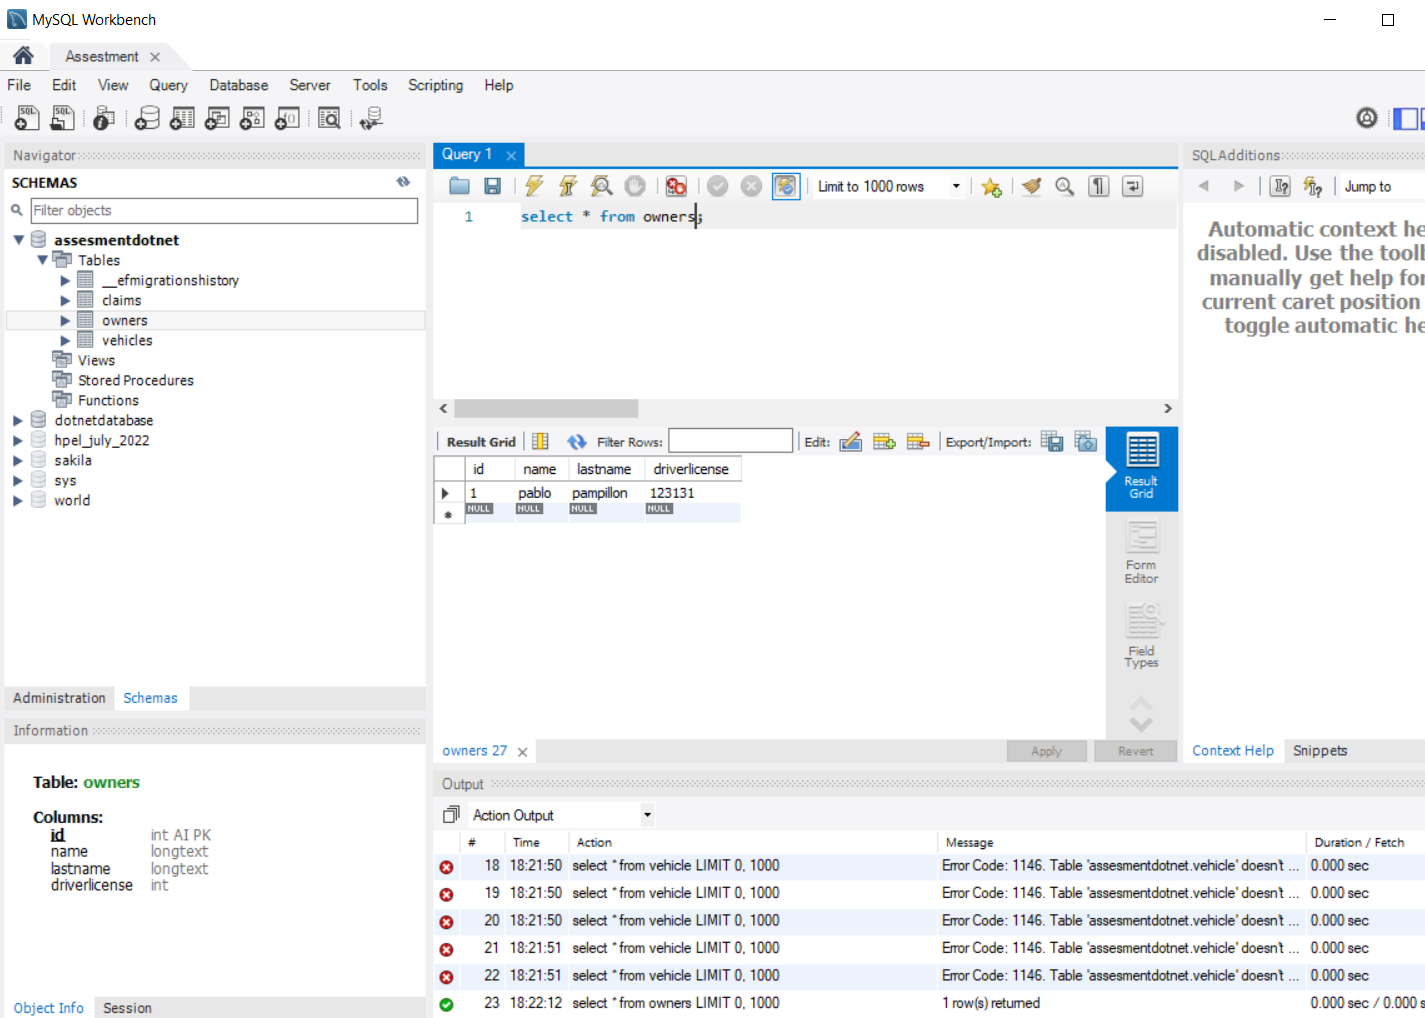 MySQL Workbench
Assestment
File Edit View Query Database Server Tools Scripting Help
Navigator
SCHEMAS
Filter objects
assesmentdotnet
Tables
__efmigrationshistory
claims
owners
vehicles
Views
Stored Procedures
Functions
dotnetdatabase
hpel_july_2022
sakila
sys
world
Administration Schemas
Information
Table: owners
Columns:
id int AI PK
name longtext
lastname longtext
driverlicense int
Object Info Session
Query 1
Limit to 1000 rows
1 select * from owners;
Result Grid Filter Rows: Edit: Export/Import:
id name lastname driverlicense
1 pablo pampillon 123131
NULL NULL NULL NULL
Result Grid
Form Editor
Field Types
owners 27 Apply Revert
SQLAdditions
Jump to
Automatic context he
disabled. Use the toolb
manually get help for
current caret position
toggle automatic he
Context Help Snippets
Output
Action Output
# Time Action Message Duration / Fetch
18 18:21:50 select * from vehicle LIMIT 0, 1000 Error Code: 1146. Table 'assesmentdotnet.vehicle' doesn't ... 0.000 sec
19 18:21:50 select * from vehicle LIMIT 0, 1000 Error Code: 1146. Table 'assesmentdotnet.vehicle' doesn't ... 0.000 sec
20 18:21:50 select * from vehicle LIMIT 0, 1000 Error Code: 1146. Table 'assesmentdotnet.vehicle' doesn't ... 0.000 sec
21 18:21:51 select * from vehicle LIMIT 0, 1000 Error Code: 1146. Table 'assesmentdotnet.vehicle' doesn't ... 0.000 sec
22 18:21:51 select * from vehicle LIMIT 0, 1000 Error Code: 1146. Table 'assesmentdotnet.vehicle' doesn't ... 0.000 sec
23 18:22:12 select * from owners LIMIT 0, 1000 1 row(s) returned 0.000 sec / 0.000 s